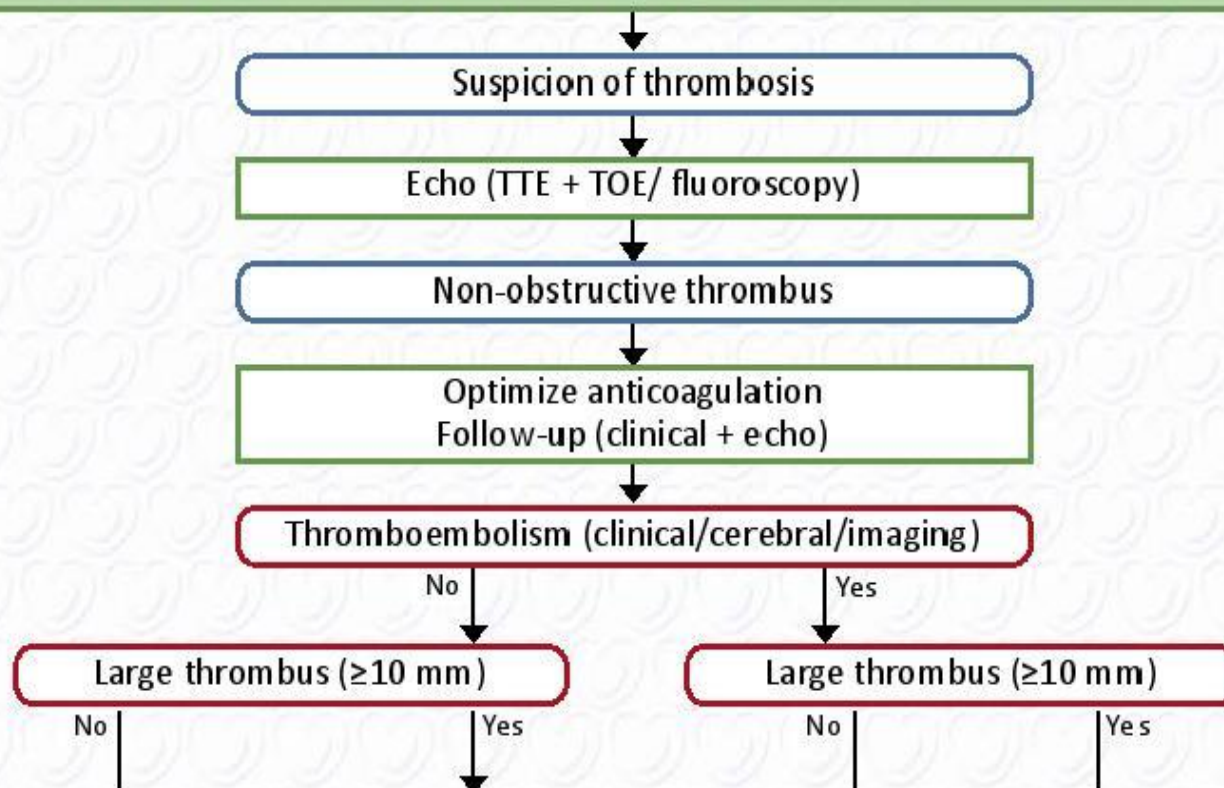 Suspicion of thrombosis
Echo (TTE + TOE/ fluoroscopy)
Non-obstructive thrombus
Optimize anticoagulation
Follow-up (clinical + echo)
Thromboembolism (clinical/cerebral/imaging)
No
Yes
Large thrombus (≥10 mm)
Large thrombus (≥10 mm)
No
Yes
No
Yes